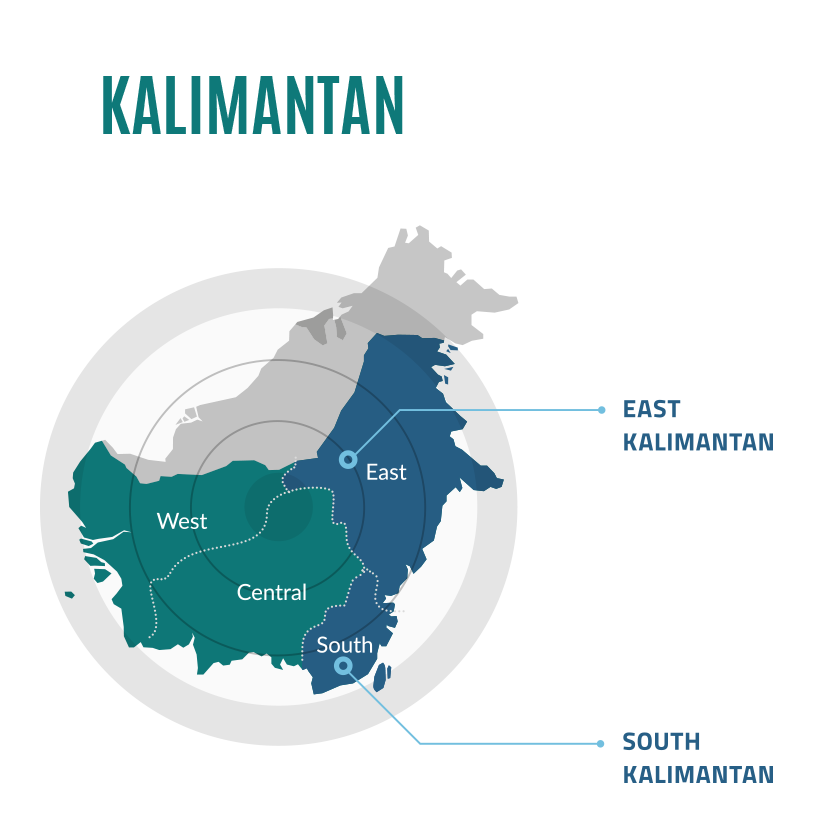 KALIMANTAN
EAST
KALIMANTAN
East
West
Central
South
SOUTH
KALIMANTAN